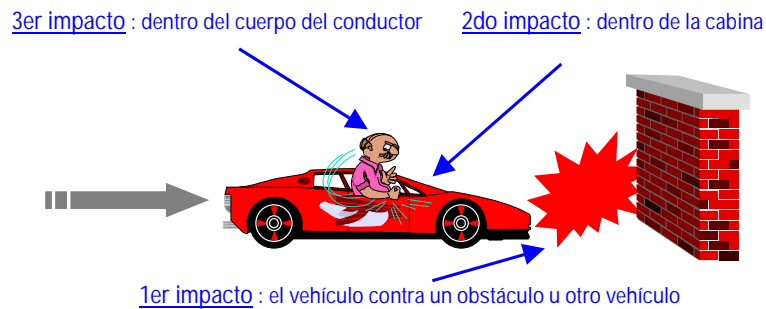 3er impacto : dentro del cuerpo del conductor
2do impacto : dentro de la cabina
1er impacto : el vehículo contra un obstáculo u otro vehículo